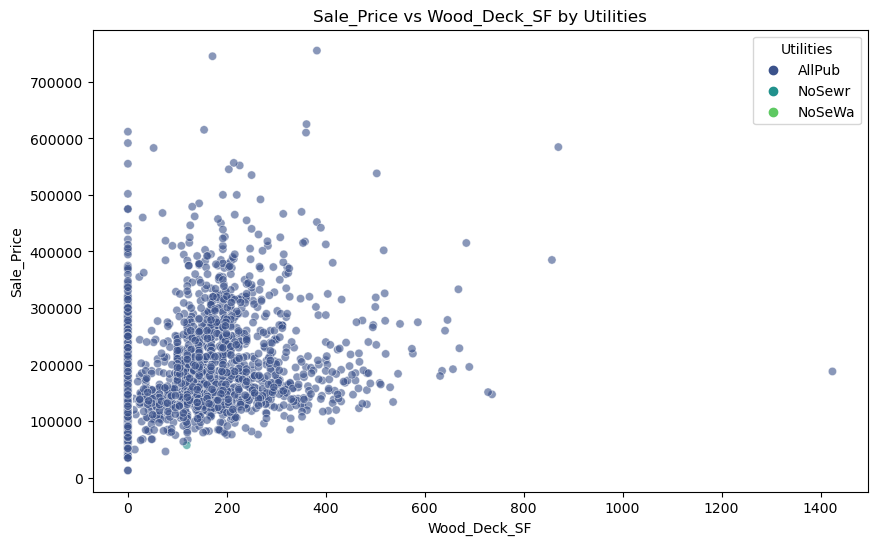 Sale_Price vs Wood_Deck_SF by Utilities
Utilities
AllPub
NoSewr
NoSeWa
Sale_Price
700000
600000
500000
400000
300000
200000
100000
0
0 200 400 600 800 1000 1200 1400
Wood_Deck_SF